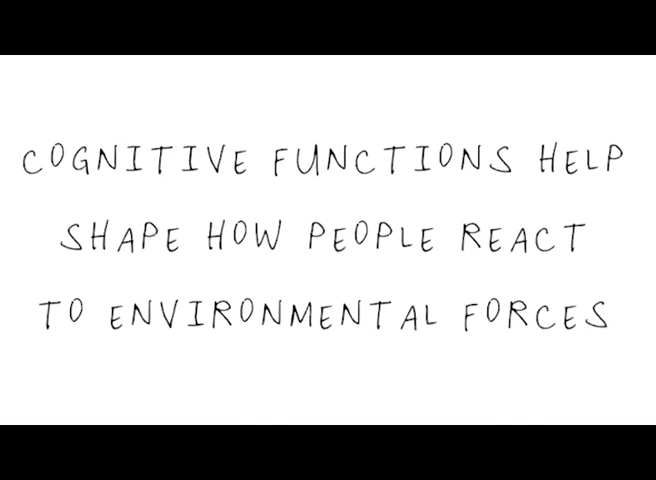 COGNITIVE FUNCTIONS HELP
SHAPE HOW PEOPLE REACT
TO ENVIRONMENTAL FORCES